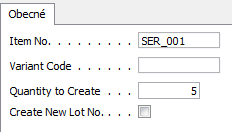 Obecné
Item No. . . . . . . . . . SER_001
Variant Code . . . . . . .
Quantity to Create . . . 5
Create New Lot No. . . .